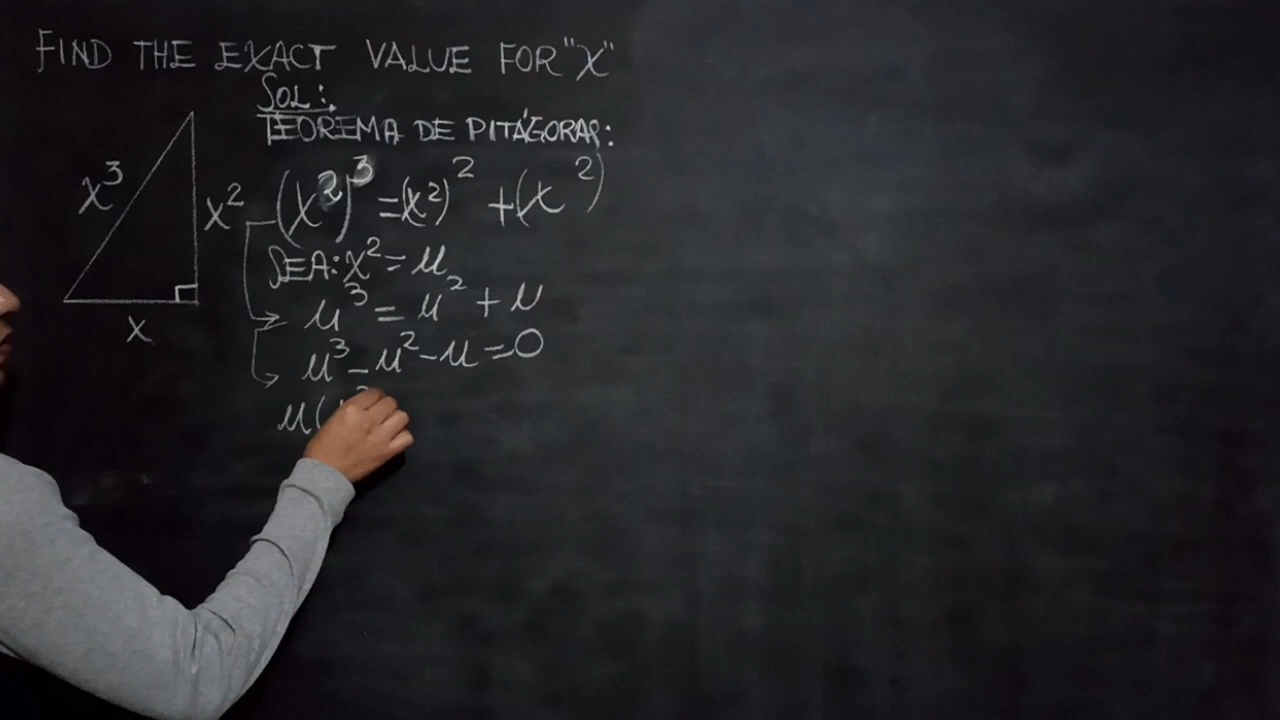 FIND THE EXACT VALUE FOR "X"
SOL:
TEOREMA DE PITÁGORAS:
x³
x²
x
(x²)³ = (x²)² + (x²)
SEA: x² = u
u³ = u² + u
u³ - u² - u = 0
u(